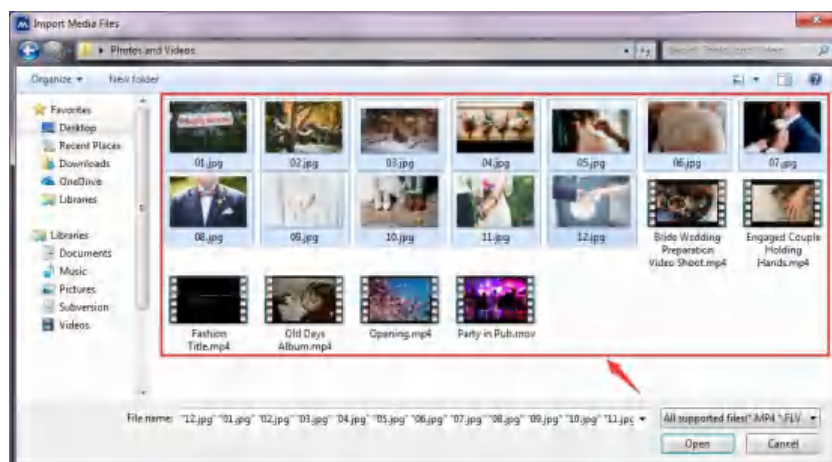 Import Media Files
Photos and Videos
Organize
New folder
Favorites
Desktop
Recent Places
Downloads
OneDrive
Libraries
Libraries
Documents
Music
Pictures
Subversion
Videos
01.jpg 02.jpg 03.jpg 04.jpg 05.jpg 06.jpg 07.jpg
08.jpg 09.jpg 10.jpg 11.jpg 12.jpg Bride Wedding Preparation Video Shoot.mp4 Engaged Couple Holding Hands.mp4
Fashion Title.mp4 Old Days Album.mp4 Opening.mp4 Party in Pub.mov
File name: "12.jpg" "01.jpg" "02.jpg" "03.jpg" "04.jpg" "05.jpg" "06.jpg" "07.jpg" "08.jpg" "09.jpg" "10.jpg" "11.jpg
All supported files(*.MP4 *.FLV
Open Cancel